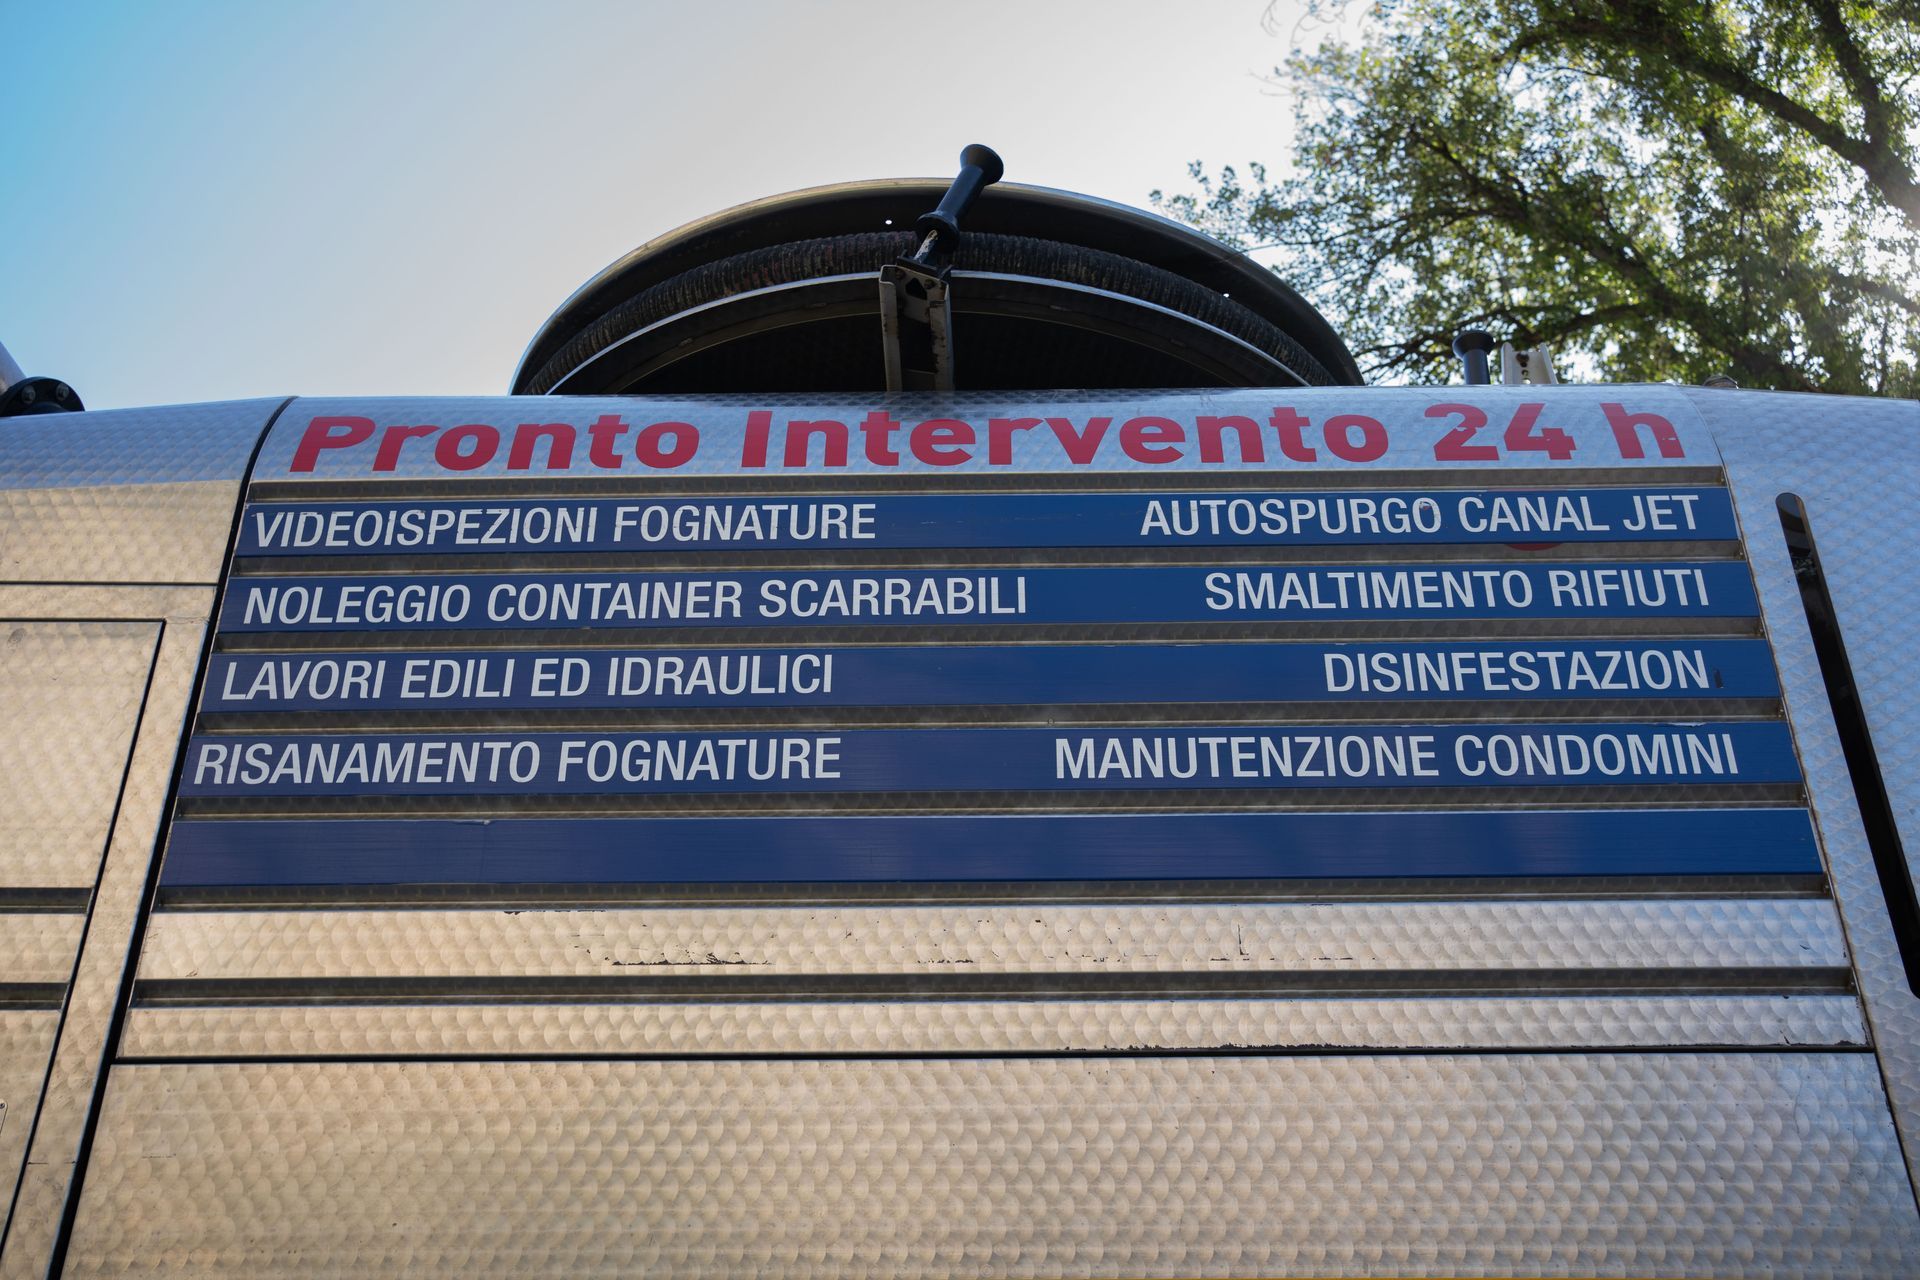 Pronto Intervento 24 h
VIDEOISPEZIONI FOGNATURE AUTOSPURGO CANAL JET
NOLEGGIO CONTAINER SCARRABILI SMALTIMENTO RIFIUTI
LAVORI EDILI ED IDRAULICI DISINFESTAZION
RISANAMENTO FOGNATURE MANUTENZIONE CONDOMINI